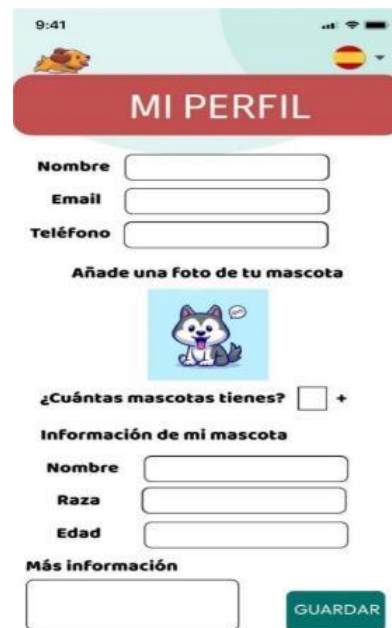 9:41
MI PERFIL
Nombre
Email
Teléfono
Añade una foto de tu mascota
¿Cuántas mascotas tienes? +
Información de mi mascota
Nombre
Raza
Edad
Más información
GUARDAR